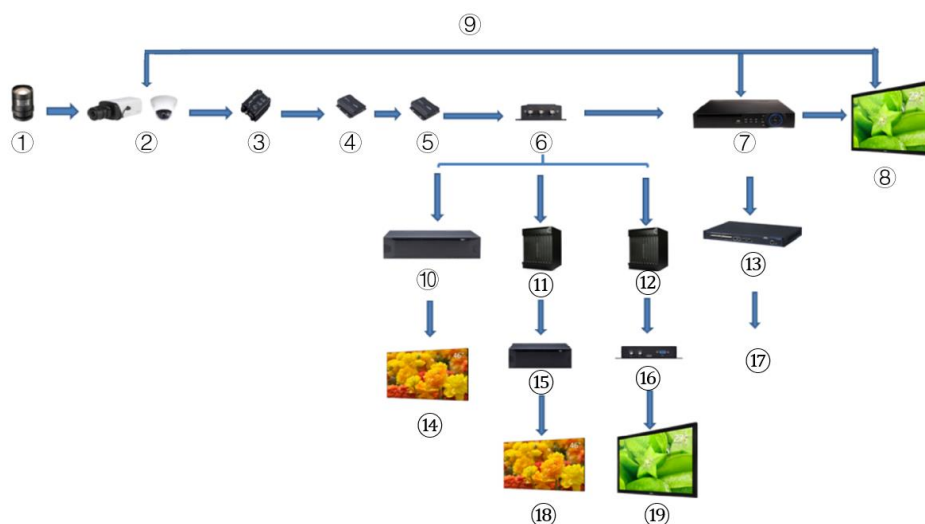 ⑨
① ② ③ ④ ⑤ ⑥ ⑦ ⑧
⑩ ⑪ ⑫ ⑬
⑭ ⑮ ⑯ ⑰
⑱ ⑲